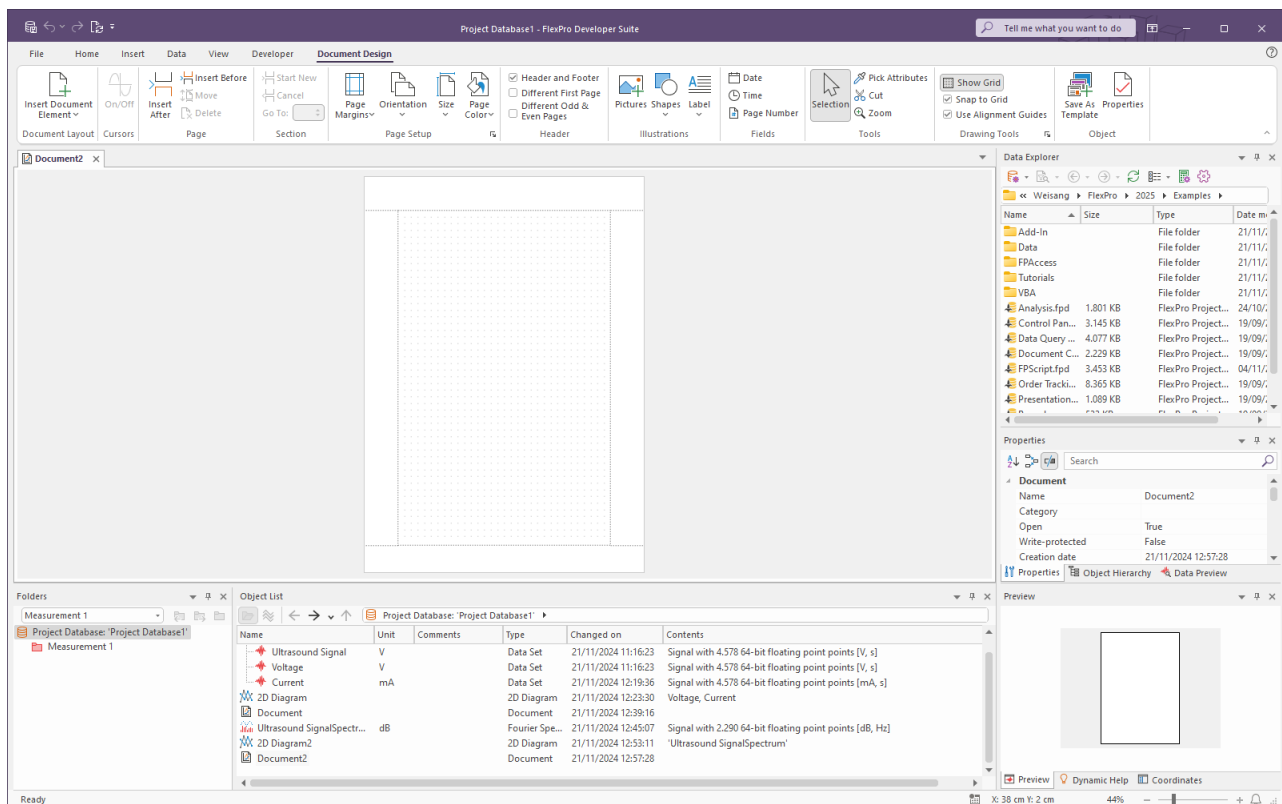 Project Database1 - FlexPro Developer Suite
Tell me what you want to do
File Home Insert Data View Developer Document Design
Insert Document Element
On/Off
Insert After
Insert Before
Move
Delete
Start New
Cancel
Go To:
Page Margins
Orientation
Size
Page Color
Header and Footer
Different First Page
Different Odd & Even Pages
Pictures
Shapes
Label
Date
Time
Page Number
Selection
Pick Attributes
Cut
Zoom
Show Grid
Snap to Grid
Use Alignment Guides
Save As Template
Properties
Document Layout Cursors Page Section Page Setup Header Illustrations Fields Tools Drawing Tools Object
Document2
Data Explorer
« Weisang FlexPro 2025 Examples
Name Size Type Date m
Add-In File folder 21/11/
Data File folder 21/11/
FPAccess File folder 21/11/
Tutorials File folder 21/11/
VBA File folder 21/11/
Analysis.fpd 1.801 KB FlexPro Project... 24/10/
Control Pan... 3.145 KB FlexPro Project... 19/09/
Data Query ... 4.077 KB FlexPro Project... 19/09/
Document C... 2.229 KB FlexPro Project... 19/09/
FPScript.fpd 3.453 KB FlexPro Project... 04/11/
Order Tracki... 8.365 KB FlexPro Project... 19/09/
Presentation... 1.089 KB FlexPro Project... 19/09/
Properties
Search
Document
Name Document2
Category
Open True
Write-protected False
Creation date 21/11/2024 12:57:28
Properties Object Hierarchy Data Preview
Folders
Measurement 1
Project Database: 'Project Database1'
Measurement 1
Object List
Project Database: 'Project Database1'
Name Unit Comments Type Changed on Contents
Ultrasound Signal V Data Set 21/11/2024 11:16:23 Signal with 4.578 64-bit floating point points [V, s]
Voltage V Data Set 21/11/2024 11:16:23 Signal with 4.578 64-bit floating point points [V, s]
Current mA Data Set 21/11/2024 12:19:36 Signal with 4.578 64-bit floating point points [mA, s]
2D Diagram 2D Diagram 21/11/2024 12:23:30 Voltage, Current
Document Document 21/11/2024 12:39:16
Ultrasound SignalSpectr... dB Fourier Spe... 21/11/2024 12:45:07 Signal with 2.290 64-bit floating point points [dB, Hz]
2D Diagram2 2D Diagram 21/11/2024 12:53:11 'Ultrasound SignalSpectrum'
Document2 Document 21/11/2024 12:57:28
Preview
Preview Dynamic Help Coordinates
Ready
X: 38 cm Y: 2 cm 44%